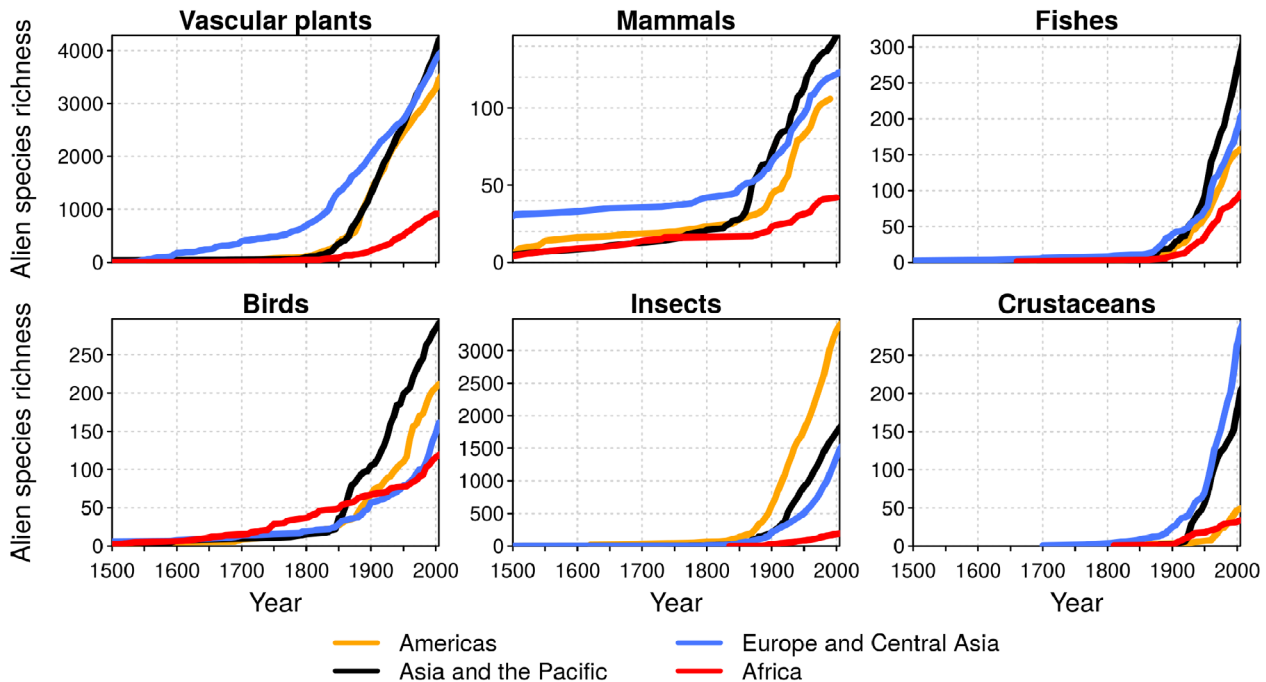 Vascular plants
Mammals
Fishes
Alien species richness
4000
3000
2000
1000
0
100
50
0
300
250
200
150
100
50
0
Birds
Insects
Crustaceans
Alien species richness
250
200
150
100
50
0
3000
2500
2000
1500
1000
500
0
250
200
150
100
50
0
1500 1600 1700 1800 1900 2000
1500 1600 1700 1800 1900 2000
1500 1600 1700 1800 1900 2000
Year Year Year
Americas Europe and Central Asia
Asia and the Pacific Africa